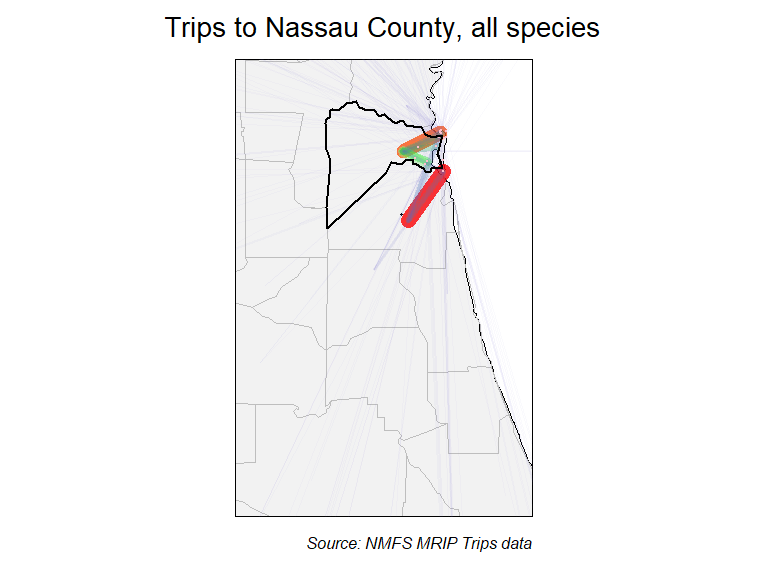 Trips to Nassau County, all species
Source: NMFS MRIP Trips data